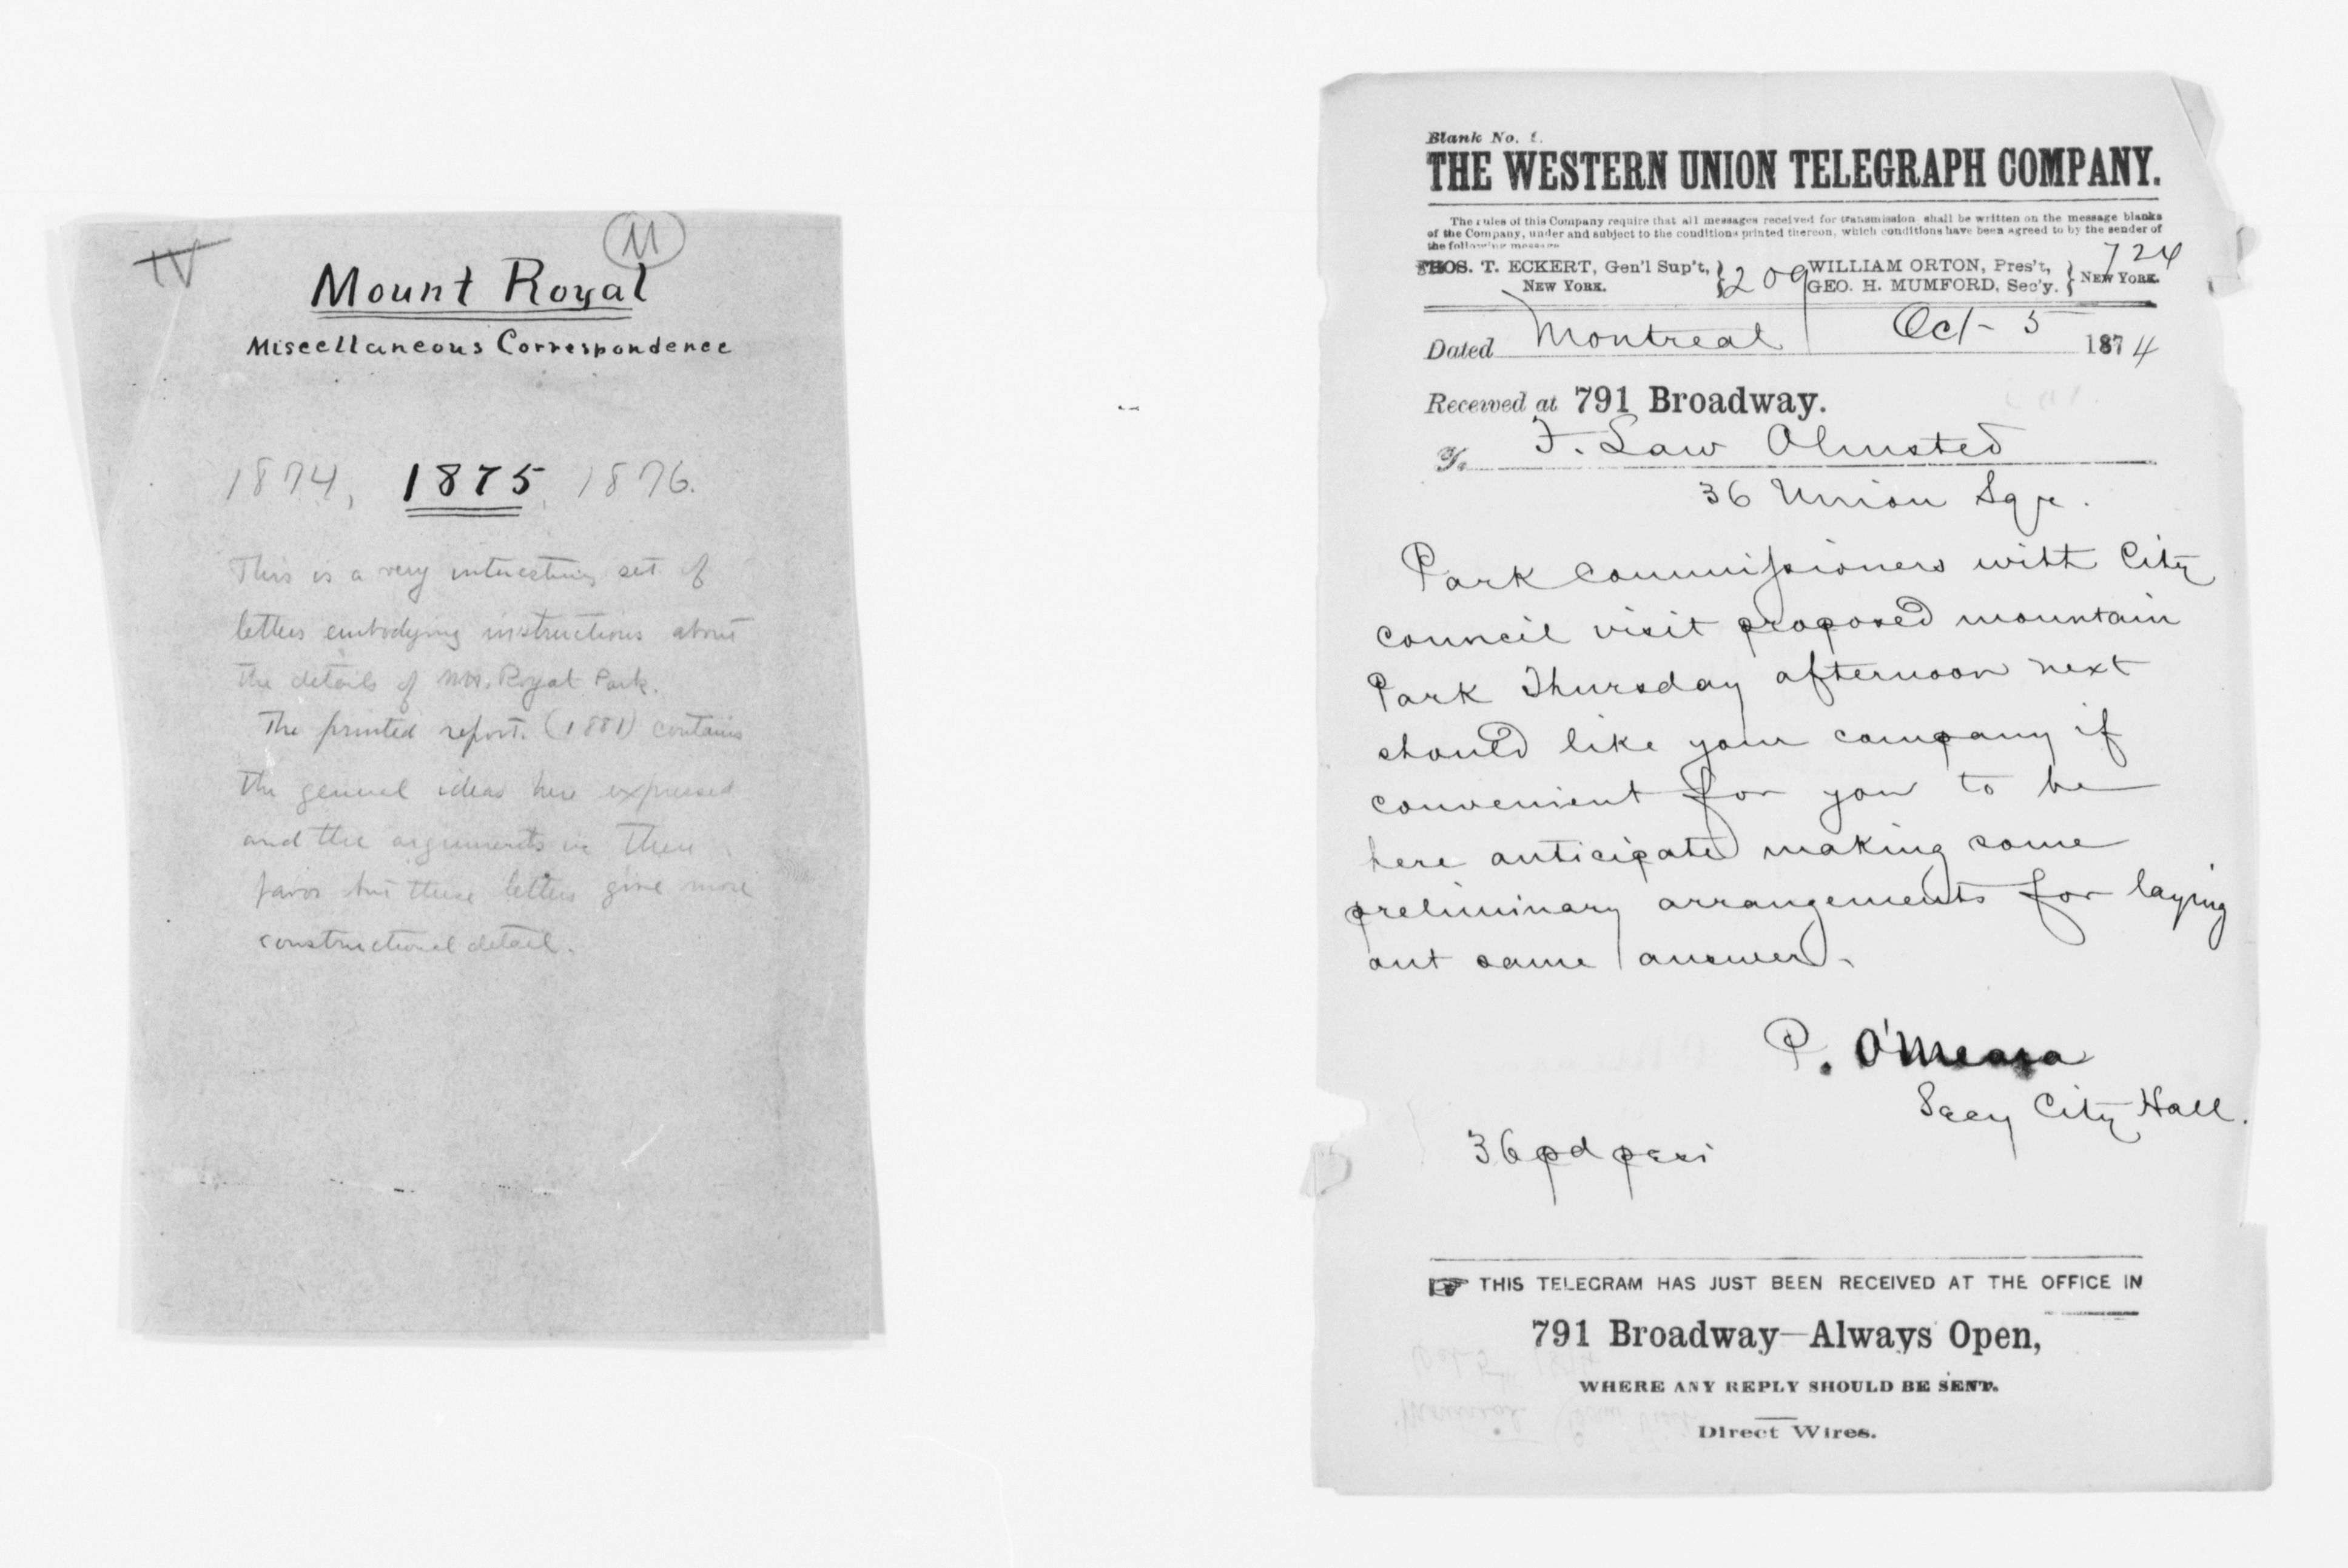 IV
M
Mount Royal
Miscellaneous Correspondence
1874, 1875, 1876.
This is a very interesting set of
letters embodying instructions about
the details of Mt. Royal Park.
The printed report (1881) contains
the general ideas here expressed
and the arguments in their
favor but these letters give more
constructional detail.
Blank No. 1.
THE WESTERN UNION TELEGRAPH COMPANY.
The rules of this Company require that all messages received for transmission shall be written on the message blanks
of the Company, under and subject to the conditions printed thereon, which conditions have been agreed to by the sender of
the following message
THOS. T. ECKERT, Gen'l Sup't, } 209 WILLIAM ORTON, Pres't, } 724
NEW YORK. GEO. H. MUMFORD, Sec'y. NEW YORK.
Dated Montreal Oct- 5 1874
Received at 791 Broadway.
To F. Law Olmsted
36 Union Sqr.
Park Commissioners with City
council visit proposed mountain
Park Thursday afternoon next
should like your company if
convenient for you to be
here anticipated making some
preliminary arrangements for laying
out same answer.
P. O'Meara
Secy City Hall.
36 pd
THIS TELEGRAM HAS JUST BEEN RECEIVED AT THE OFFICE IN
791 Broadway—Always Open,
WHERE ANY REPLY SHOULD BE SENT.
Direct Wires.